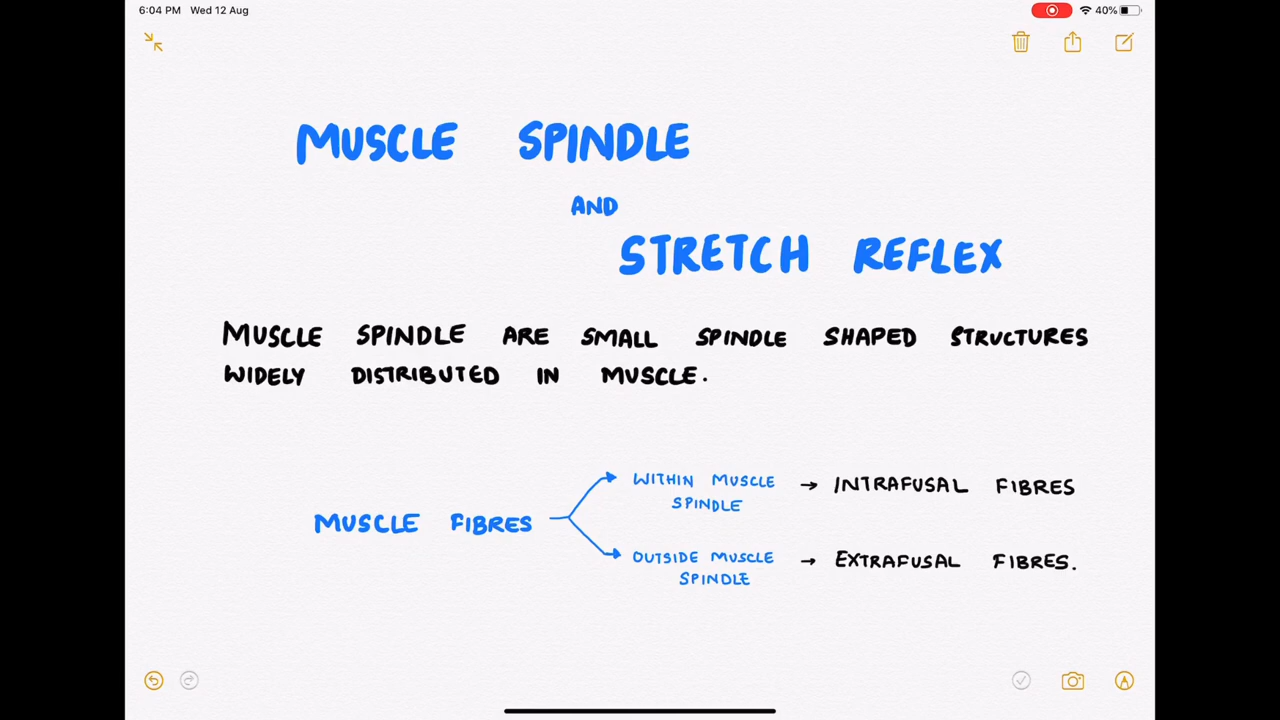 6:04 PM Wed 12 Aug
40%
MUSCLE SPINDLE
AND
STRETCH REFLEX
MUSCLE SPINDLE ARE SMALL SPINDLE SHAPED STRUCTURES
WIDELY DISTRIBUTED IN MUSCLE.
MUSCLE FIBRES
WITHIN MUSCLE
SPINDLE
→ INTRAFUSAL FIBRES
OUTSIDE MUSCLE
SPINDLE
→ EXTRAFUSAL FIBRES.